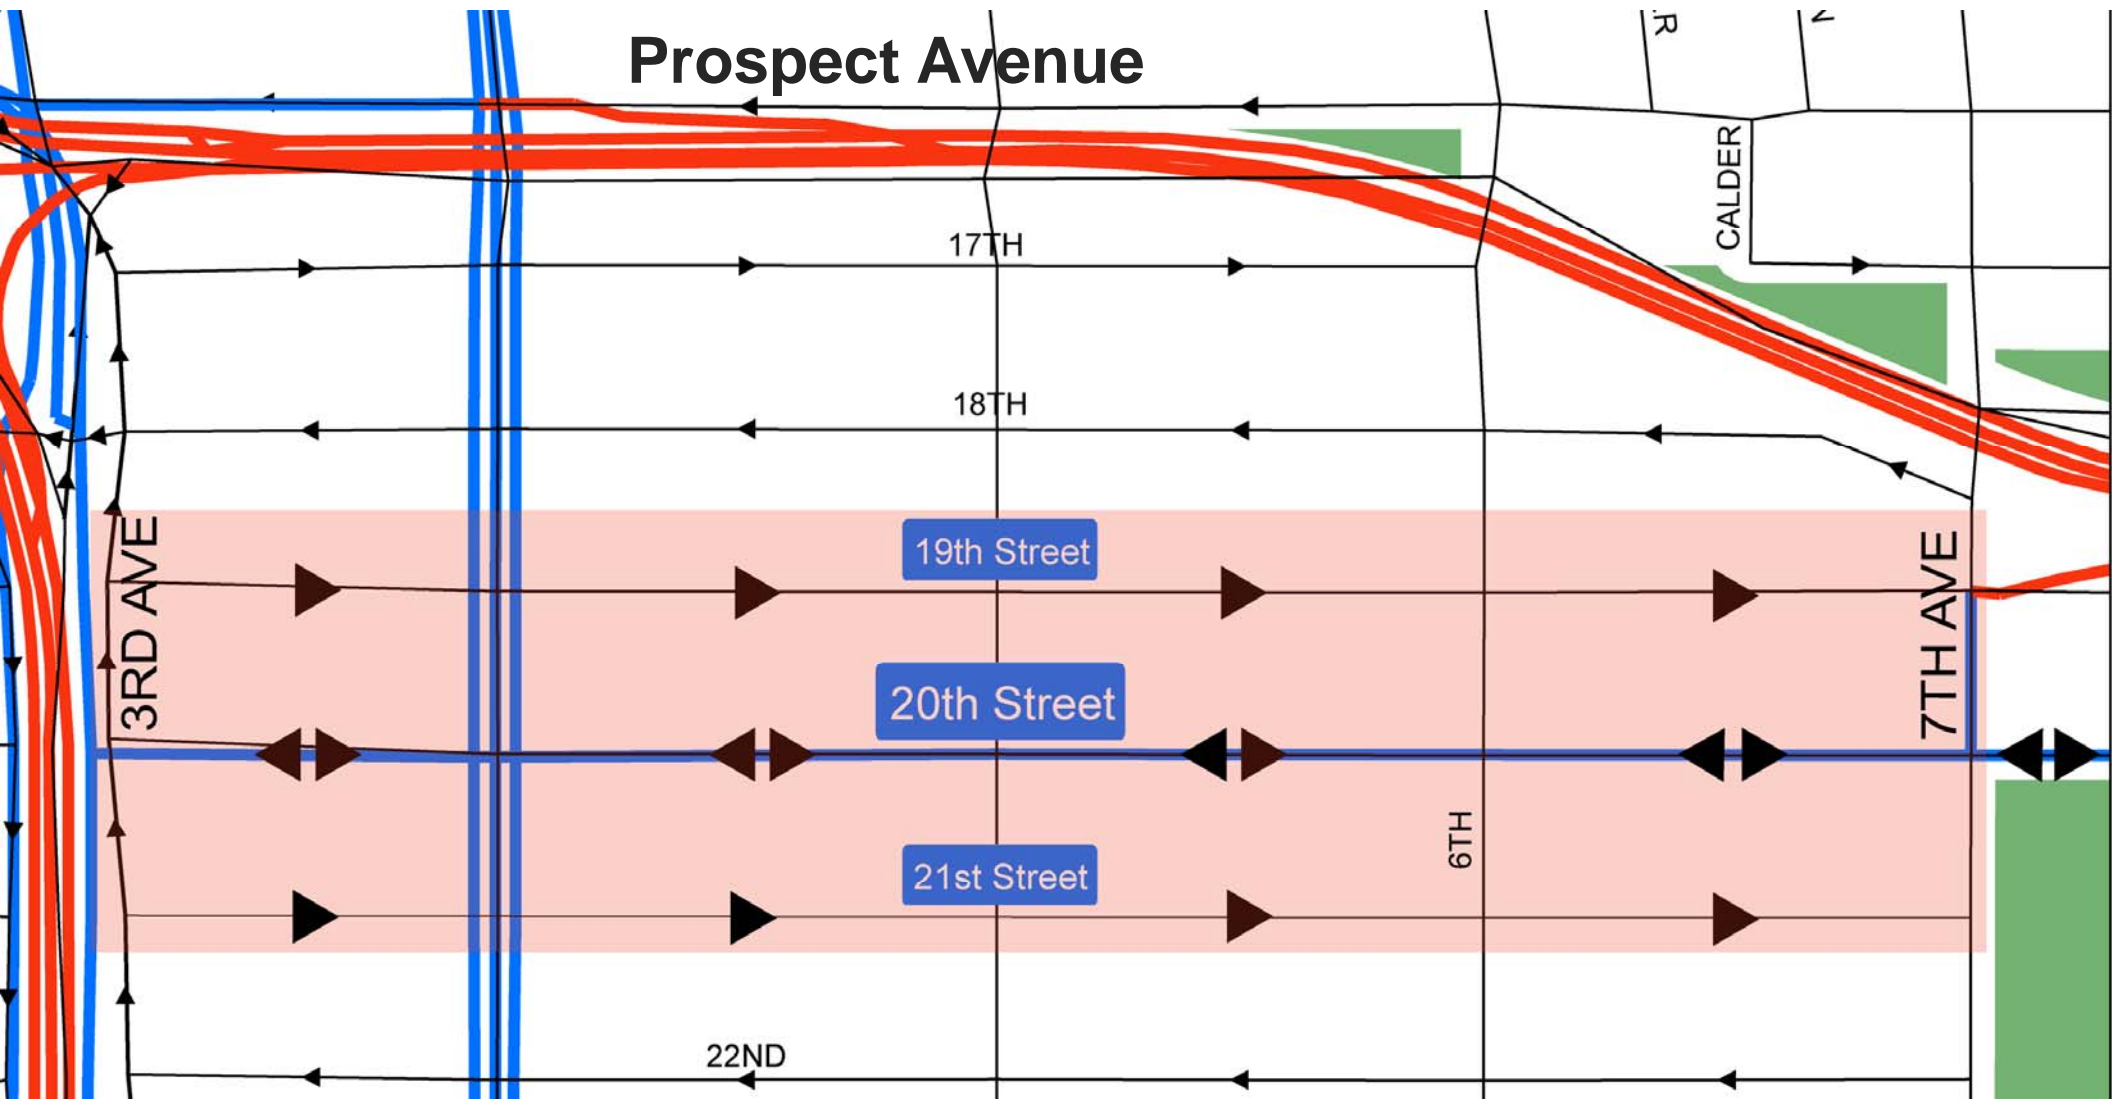 Prospect Avenue
R
N
CALDER
17TH
18TH
19th Street
3RD AVE
7TH AVE
20th Street
6TH
21st Street
22ND